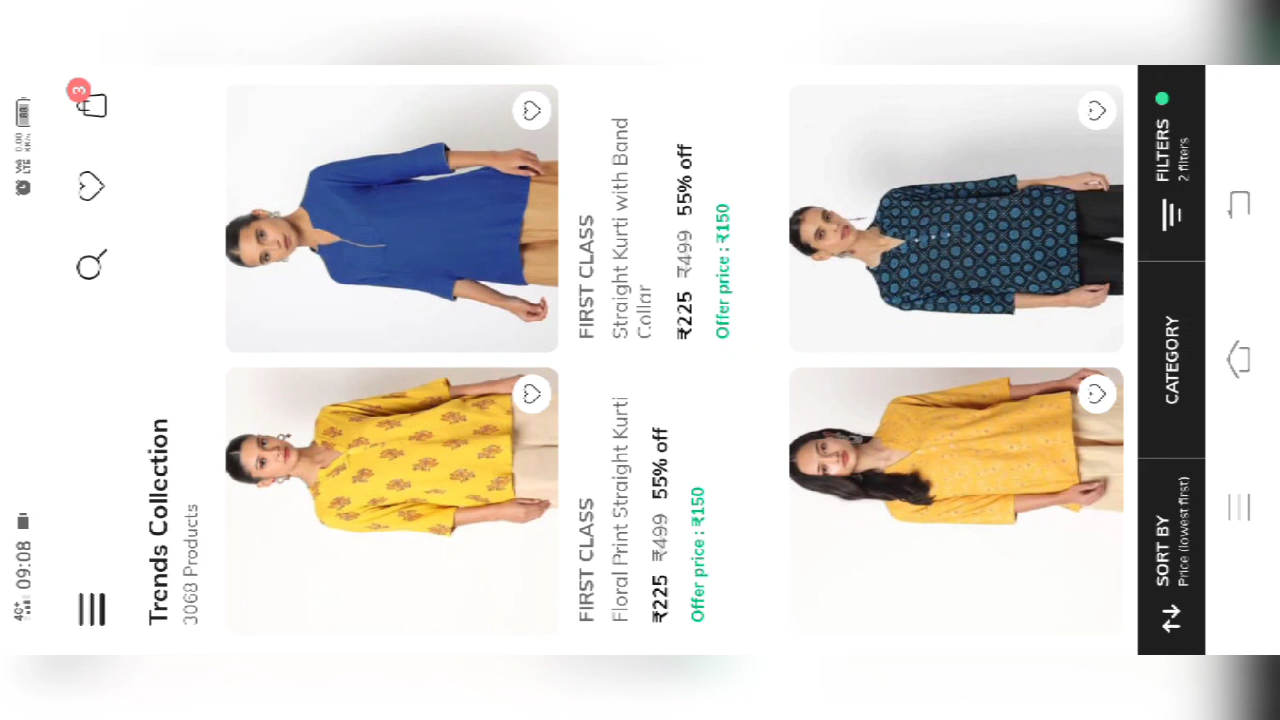 4G+ 09:08
3
Trends Collection
3068 Products
FIRST CLASS
Floral Print Straight Kurti
₹225 ₹499 55% off
Offer price : ₹150
FIRST CLASS
Straight Kurti with Band
Collar
₹225 ₹499 55% off
Offer price : ₹150
SORT BY
Price (lowest first)
CATEGORY
FILTERS
2 filters